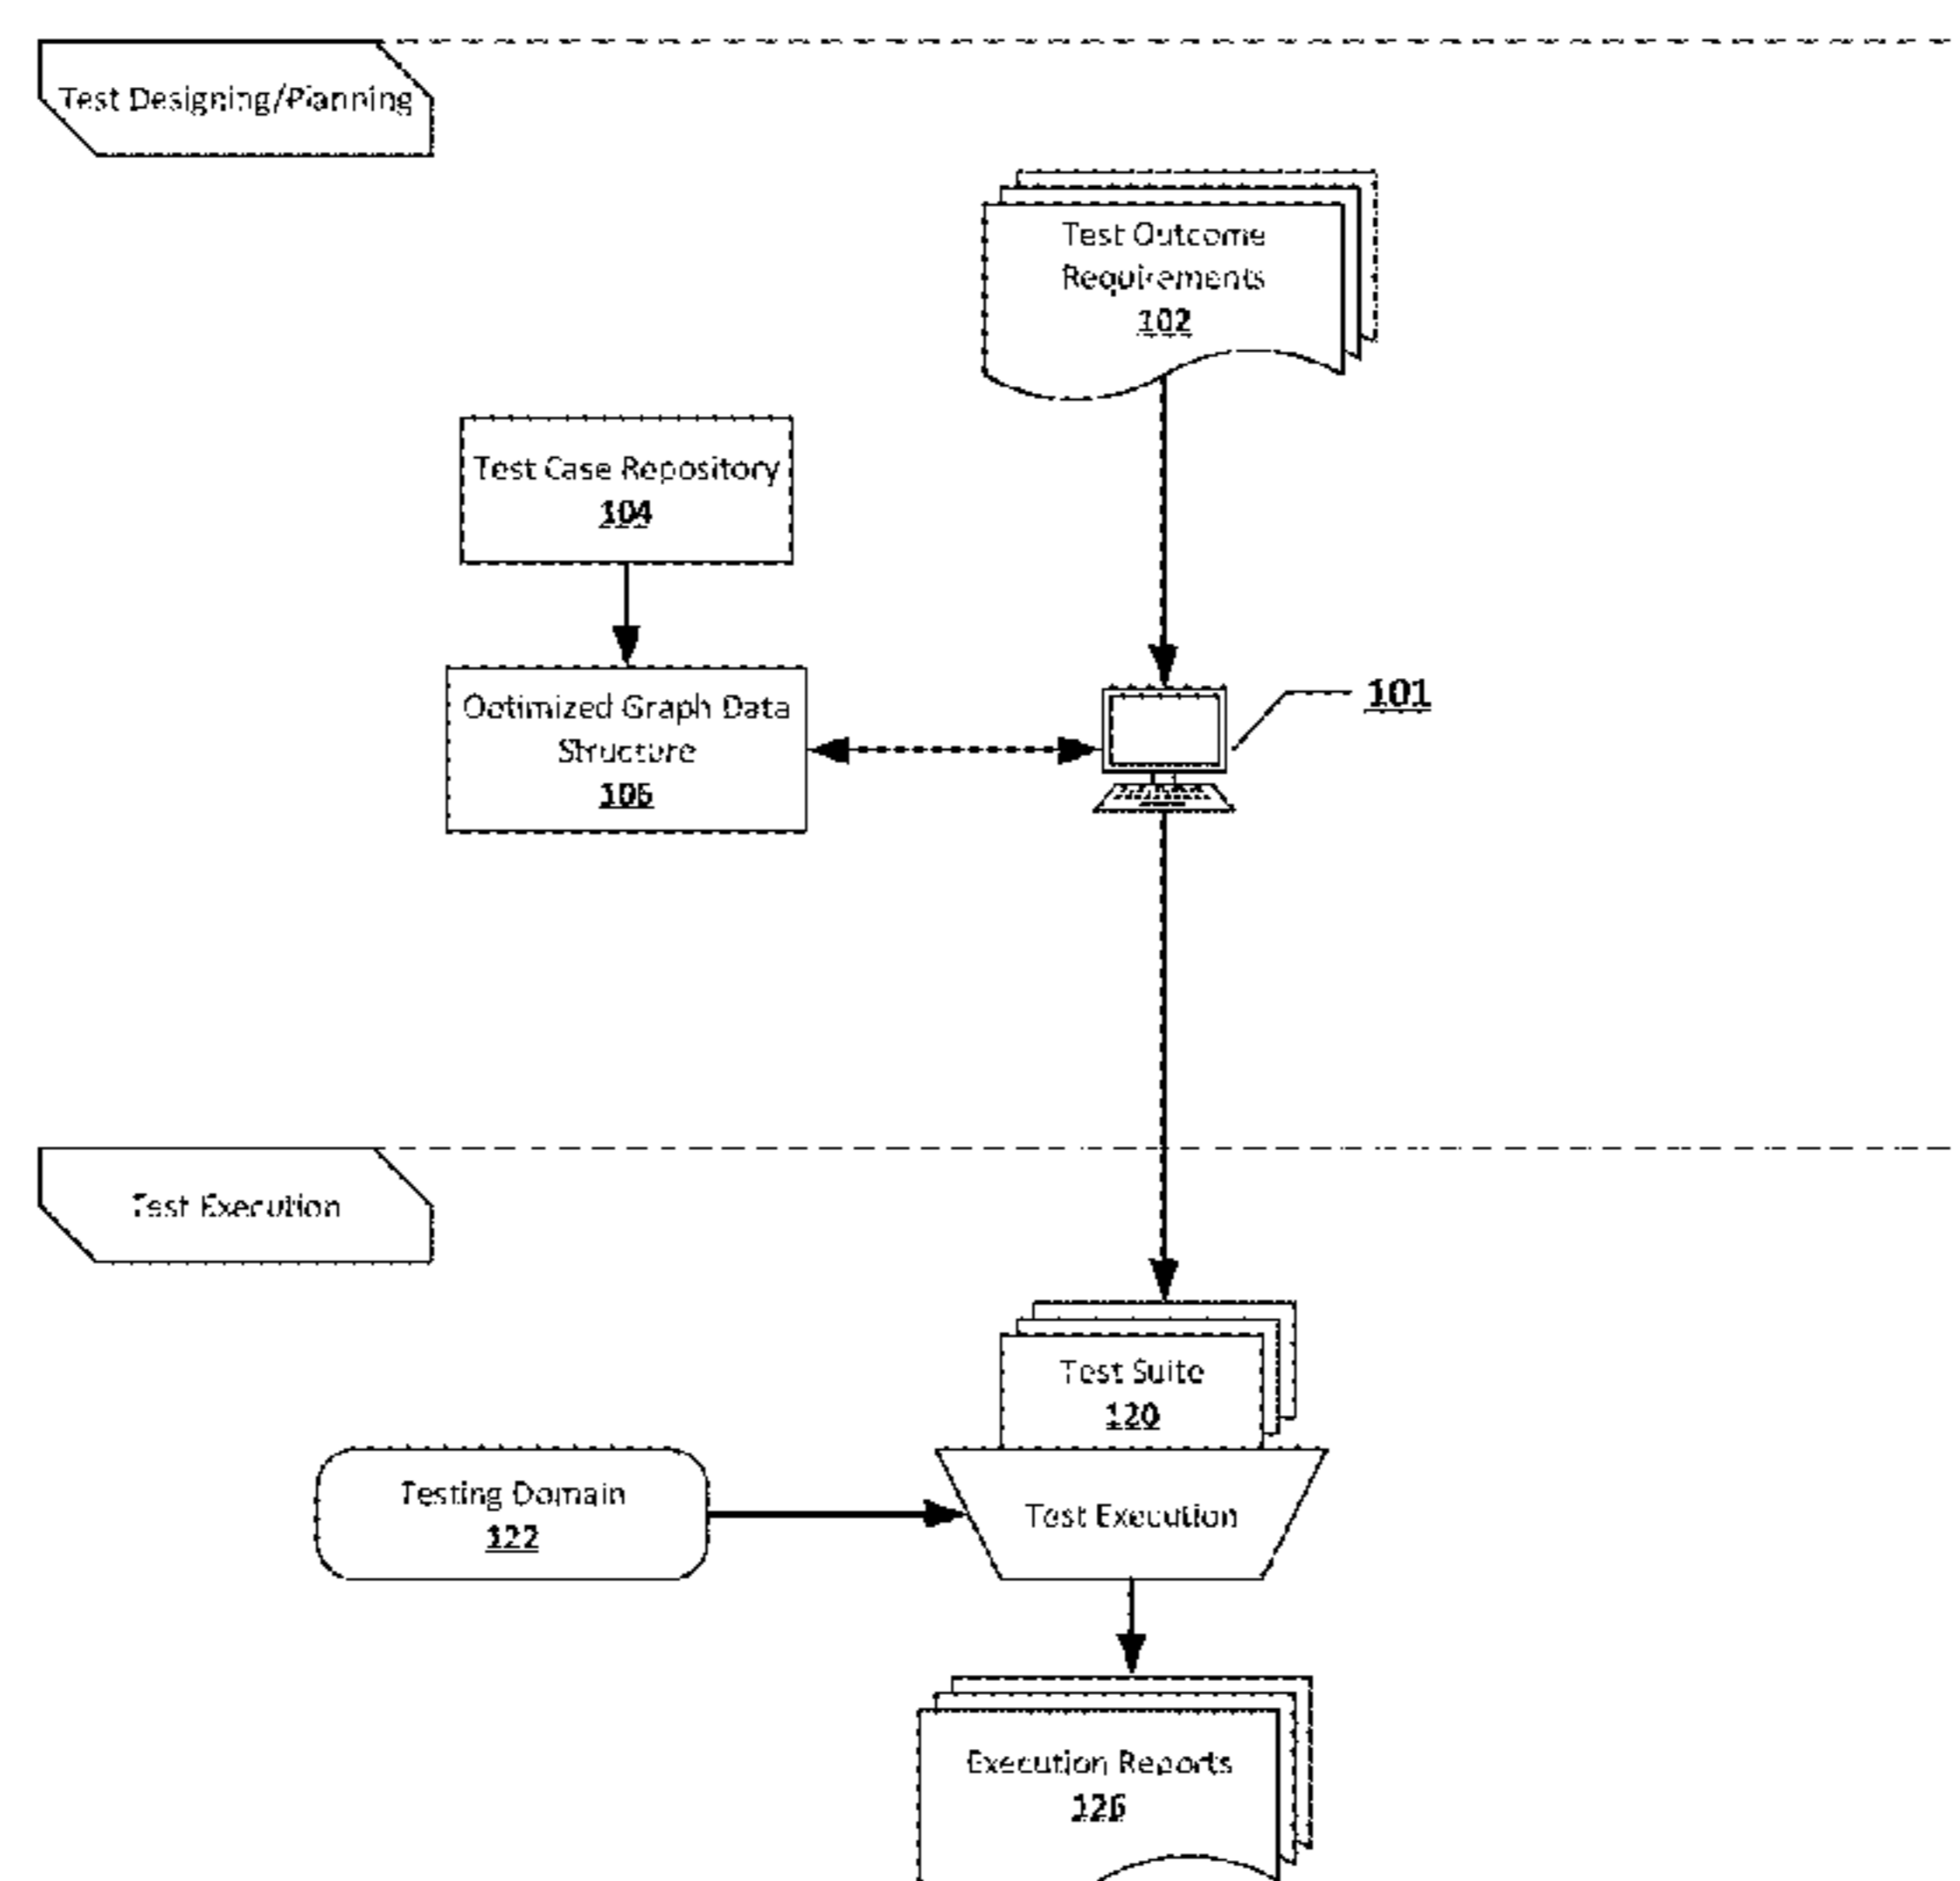 Test Designing/Planning
Test Outcome
Requirements
102
Test Case Repository
104
Optimized Graph Data
Structure
106
101
Test Execution
Test Suite
120
Testing Domain
122
Test Execution
Execution Reports
126